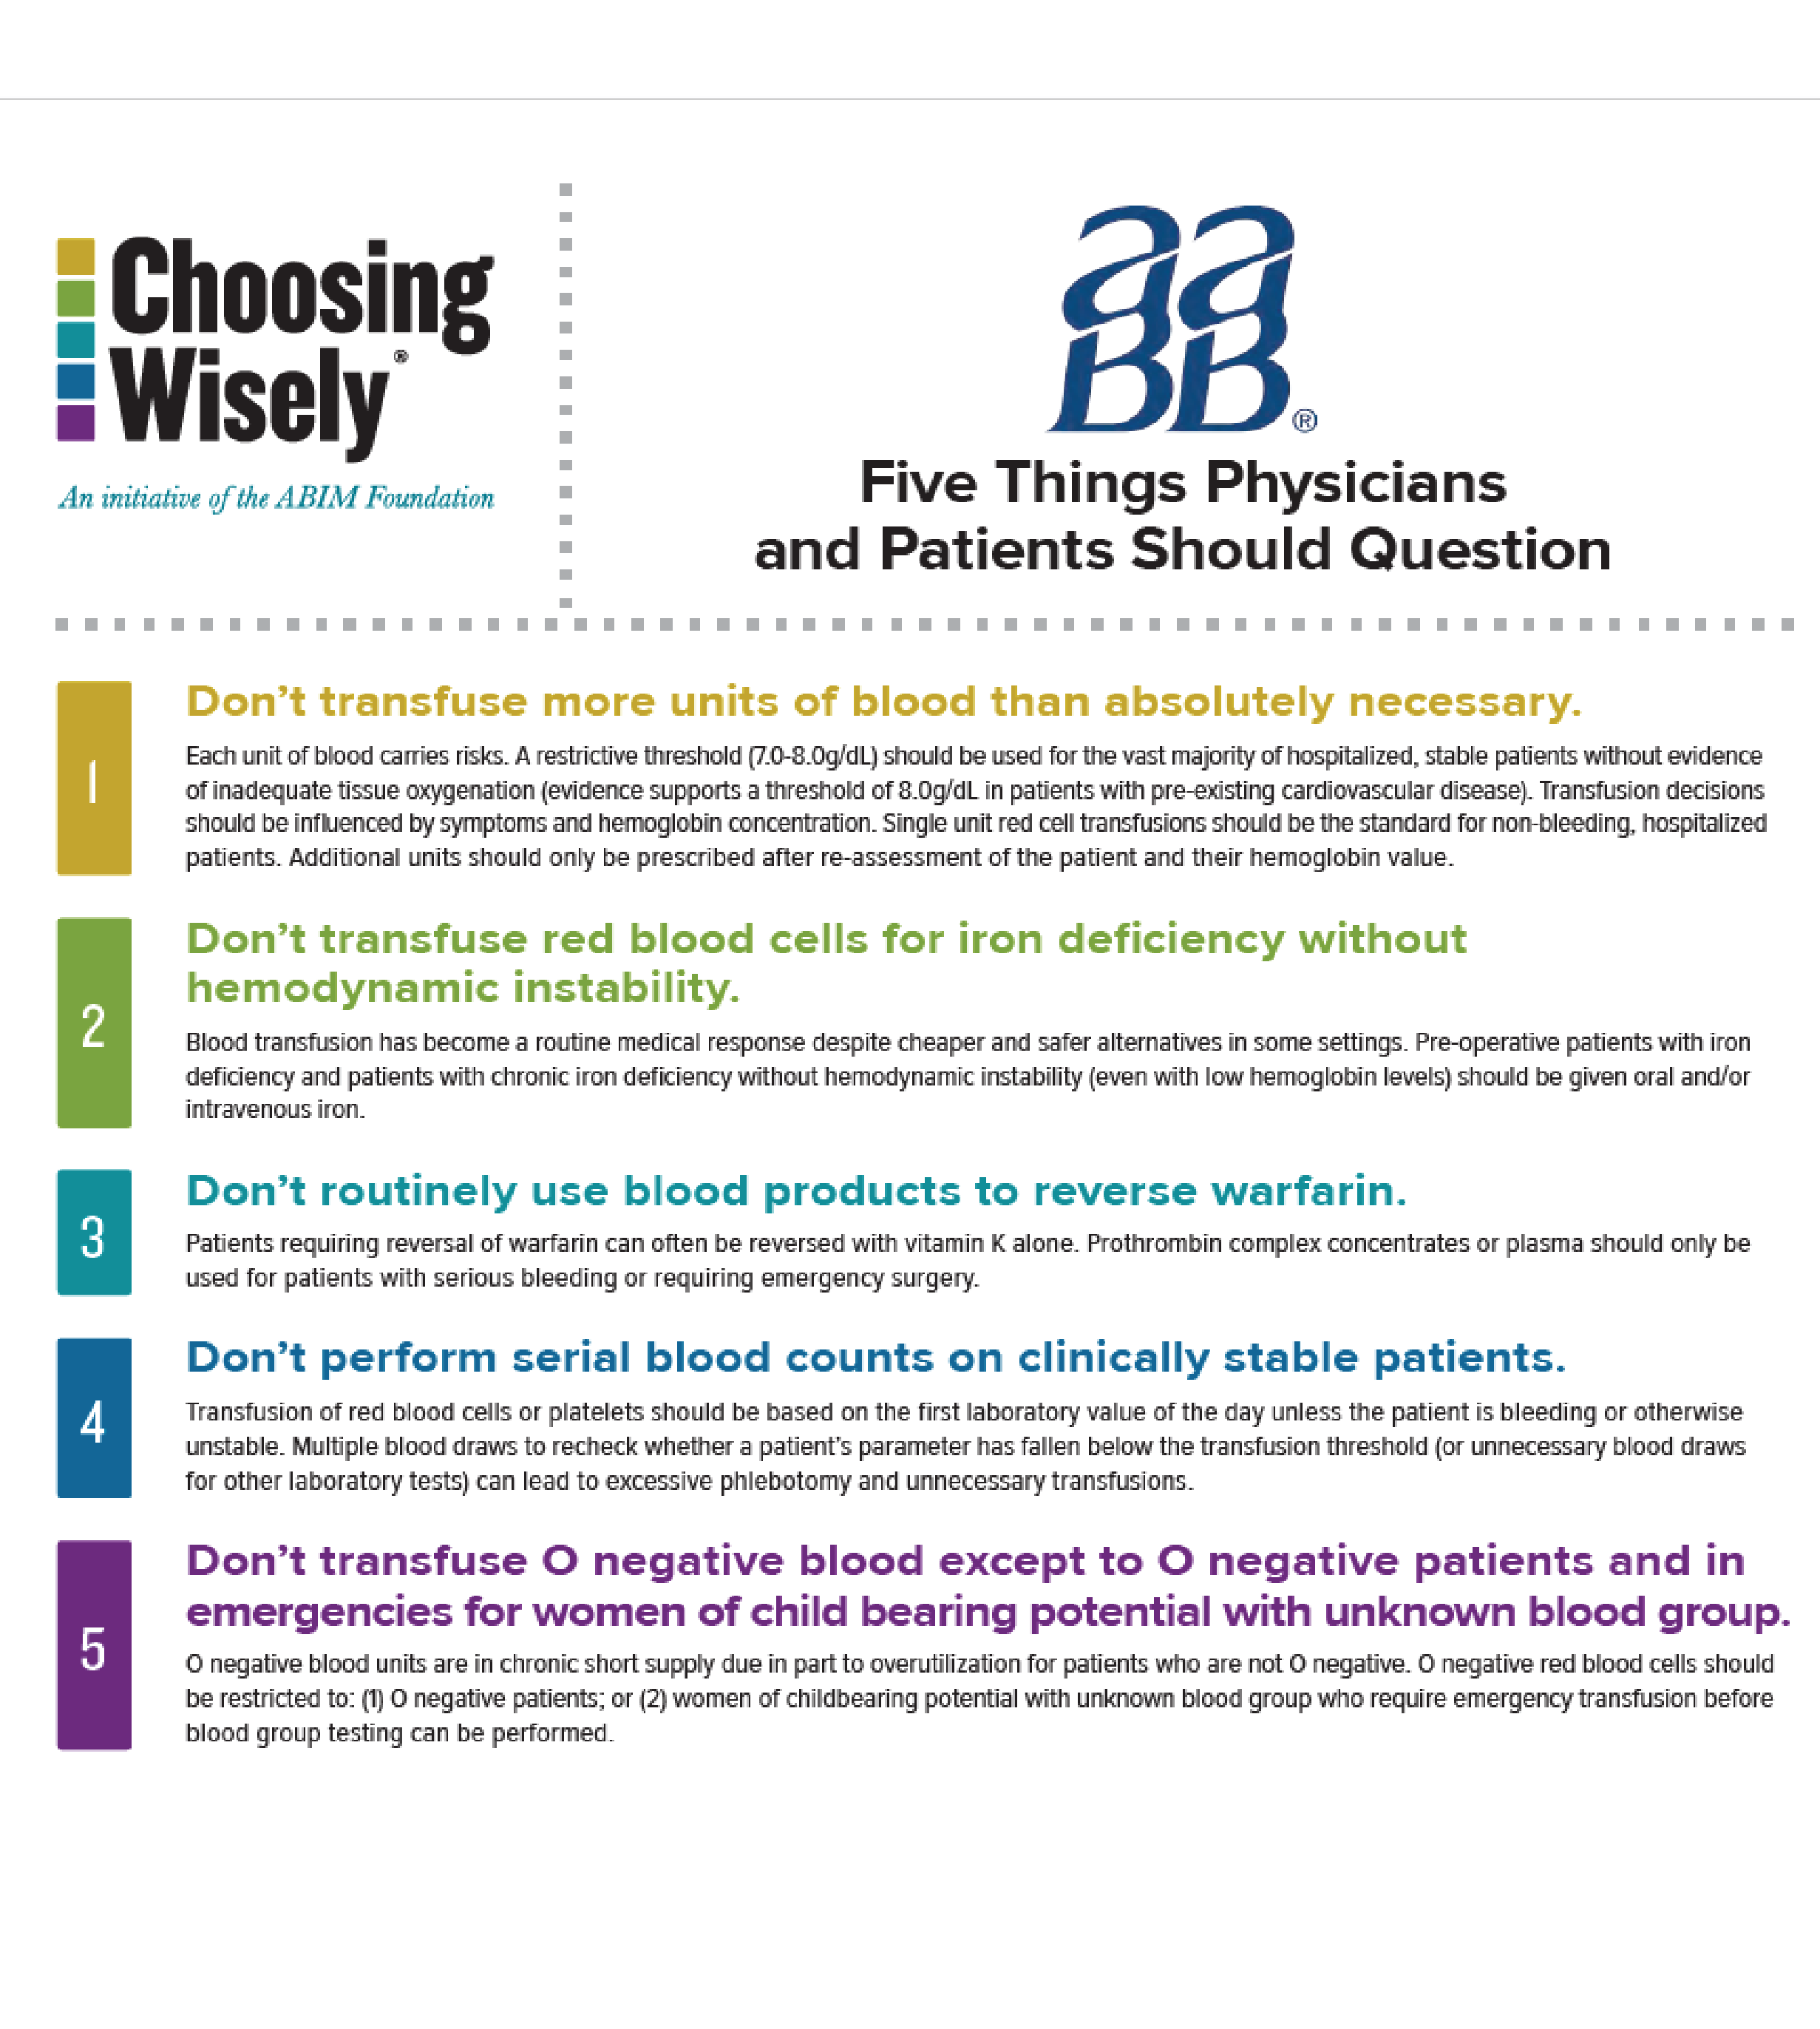 Choosing
Wisely®
An initiative of the ABIM Foundation
aa
BB®
Five Things Physicians
and Patients Should Question
1
Don’t transfuse more units of blood than absolutely necessary.
Each unit of blood carries risks. A restrictive threshold (7.0-8.0g/dL) should be used for the vast majority of hospitalized, stable patients without evidence
of inadequate tissue oxygenation (evidence supports a threshold of 8.0g/dL in patients with pre-existing cardiovascular disease). Transfusion decisions
should be influenced by symptoms and hemoglobin concentration. Single unit red cell transfusions should be the standard for non-bleeding, hospitalized
patients. Additional units should only be prescribed after re-assessment of the patient and their hemoglobin value.
2
Don’t transfuse red blood cells for iron deficiency without
hemodynamic instability.
Blood transfusion has become a routine medical response despite cheaper and safer alternatives in some settings. Pre-operative patients with iron
deficiency and patients with chronic iron deficiency without hemodynamic instability (even with low hemoglobin levels) should be given oral and/or
intravenous iron.
3
Don’t routinely use blood products to reverse warfarin.
Patients requiring reversal of warfarin can often be reversed with vitamin K alone. Prothrombin complex concentrates or plasma should only be
used for patients with serious bleeding or requiring emergency surgery.
4
Don’t perform serial blood counts on clinically stable patients.
Transfusion of red blood cells or platelets should be based on the first laboratory value of the day unless the patient is bleeding or otherwise
unstable. Multiple blood draws to recheck whether a patient’s parameter has fallen below the transfusion threshold (or unnecessary blood draws
for other laboratory tests) can lead to excessive phlebotomy and unnecessary transfusions.
5
Don’t transfuse O negative blood except to O negative patients and in
emergencies for women of child bearing potential with unknown blood group.
O negative blood units are in chronic short supply due in part to overutilization for patients who are not O negative. O negative red blood cells should
be restricted to: (1) O negative patients; or (2) women of childbearing potential with unknown blood group who require emergency transfusion before
blood group testing can be performed.